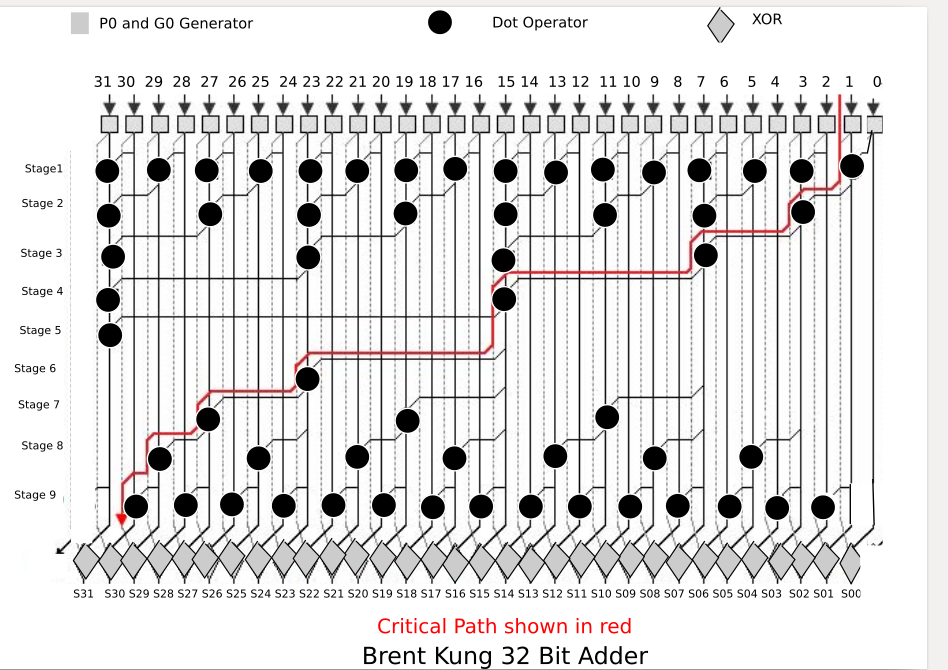 P0 and G0 Generator Dot Operator XOR
31 30 29 28 27 26 25 24 23 22 21 20 19 18 17 16 15 14 13 12 11 10 9 8 7 6 5 4 3 2 1 0
Stage1
Stage 2
Stage 3
Stage 4
Stage 5
Stage 6
Stage 7
Stage 8
Stage 9
S31 S30 S29 S28 S27 S26 S25 S24 S23 S22 S21 S20 S19 S18 S17 S16 S15 S14 S13 S12 S11 S10 S09 S08 S07 S06 S05 S04 S03 S02 S01 S00
Critical Path shown in red
Brent Kung 32 Bit Adder